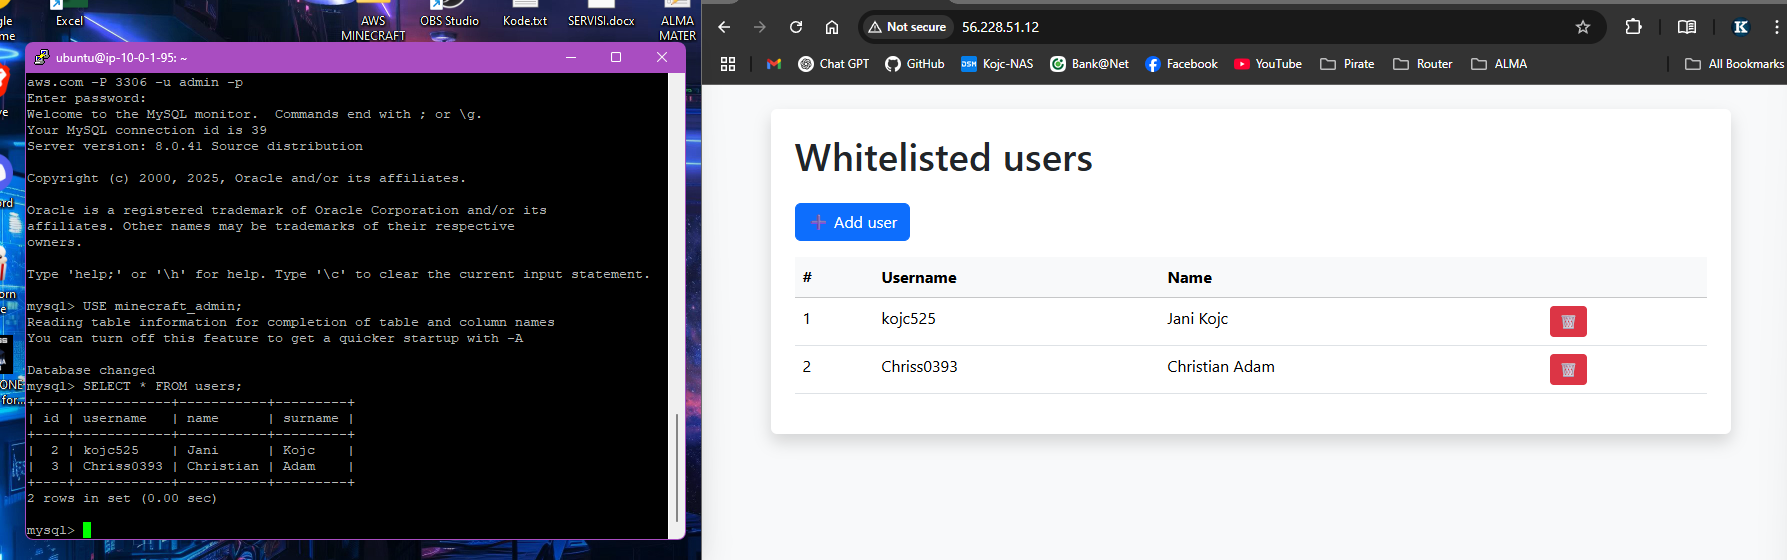 Excel
AWS
MINECRAFT
OBS Studio
Kode.txt
SERVISI.docx
ALMA
MATER
ubuntu@ip-10-0-1-95: ~
aws.com -P 3306 -u admin -p
Enter password:
Welcome to the MySQL monitor.  Commands end with ; or \g.
Your MySQL connection id is 39
Server version: 8.0.41 Source distribution
Copyright (c) 2000, 2025, Oracle and/or its affiliates.
Oracle is a registered trademark of Oracle Corporation and/or its
affiliates. Other names may be trademarks of their respective
owners.
Type 'help;' or '\h' for help. Type '\c' to clear the current input statement.
mysql> USE minecraft_admin;
Reading table information for completion of table and column names
You can turn off this feature to get a quicker startup with -A
Database changed
mysql> SELECT * FROM users;
+----+------------+-----------+---------+
| id | username   | name      | surname |
+----+------------+-----------+---------+
|  2 | kojc525    | Jani      | Kojc    |
|  3 | Chriss0393 | Christian | Adam    |
+----+------------+-----------+---------+
2 rows in set (0.00 sec)
mysql>
Not secure 56.228.51.12
Chat GPT GitHub DSM Kojc-NAS Bank@Net Facebook YouTube Pirate Router ALMA All Bookmarks
Whitelisted users
Add user
# Username Name
1 kojc525 Jani Kojc
2 Chriss0393 Christian Adam